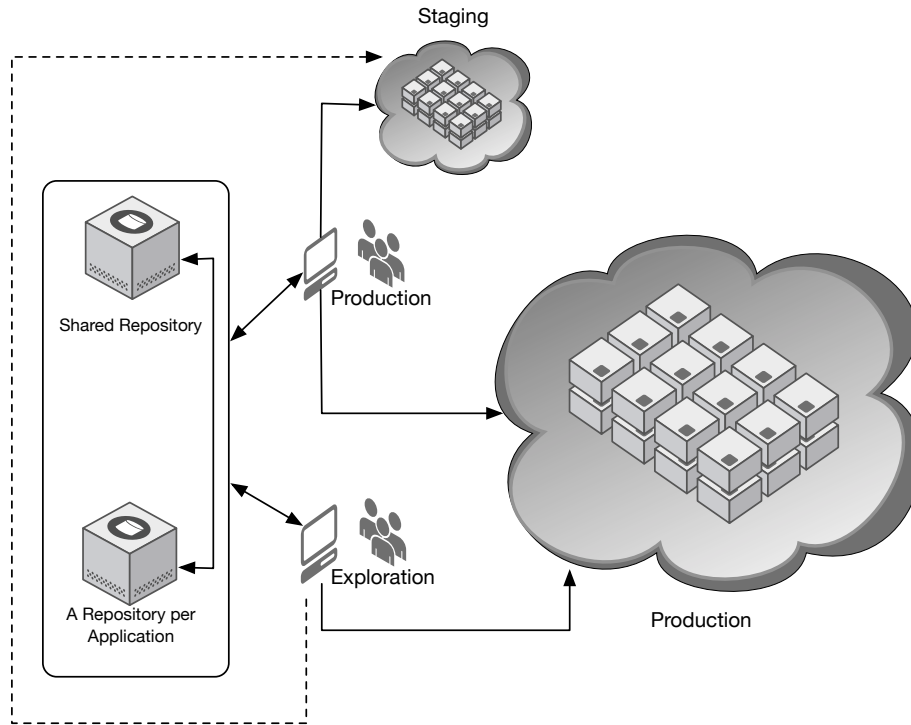 Staging
Shared Repository
Production
A Repository per
Application
Exploration
Production